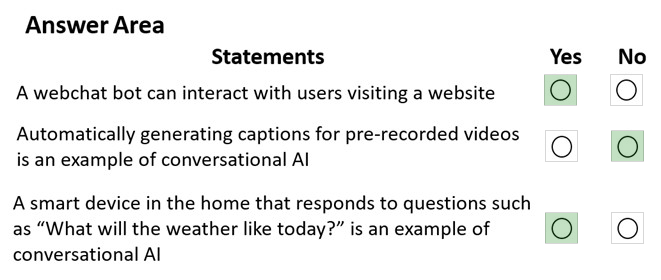 Answer Area
Statements Yes No
A webchat bot can interact with users visiting a website
Automatically generating captions for pre-recorded videos
is an example of conversational AI
A smart device in the home that responds to questions such
as “What will the weather like today?” is an example of
conversational AI